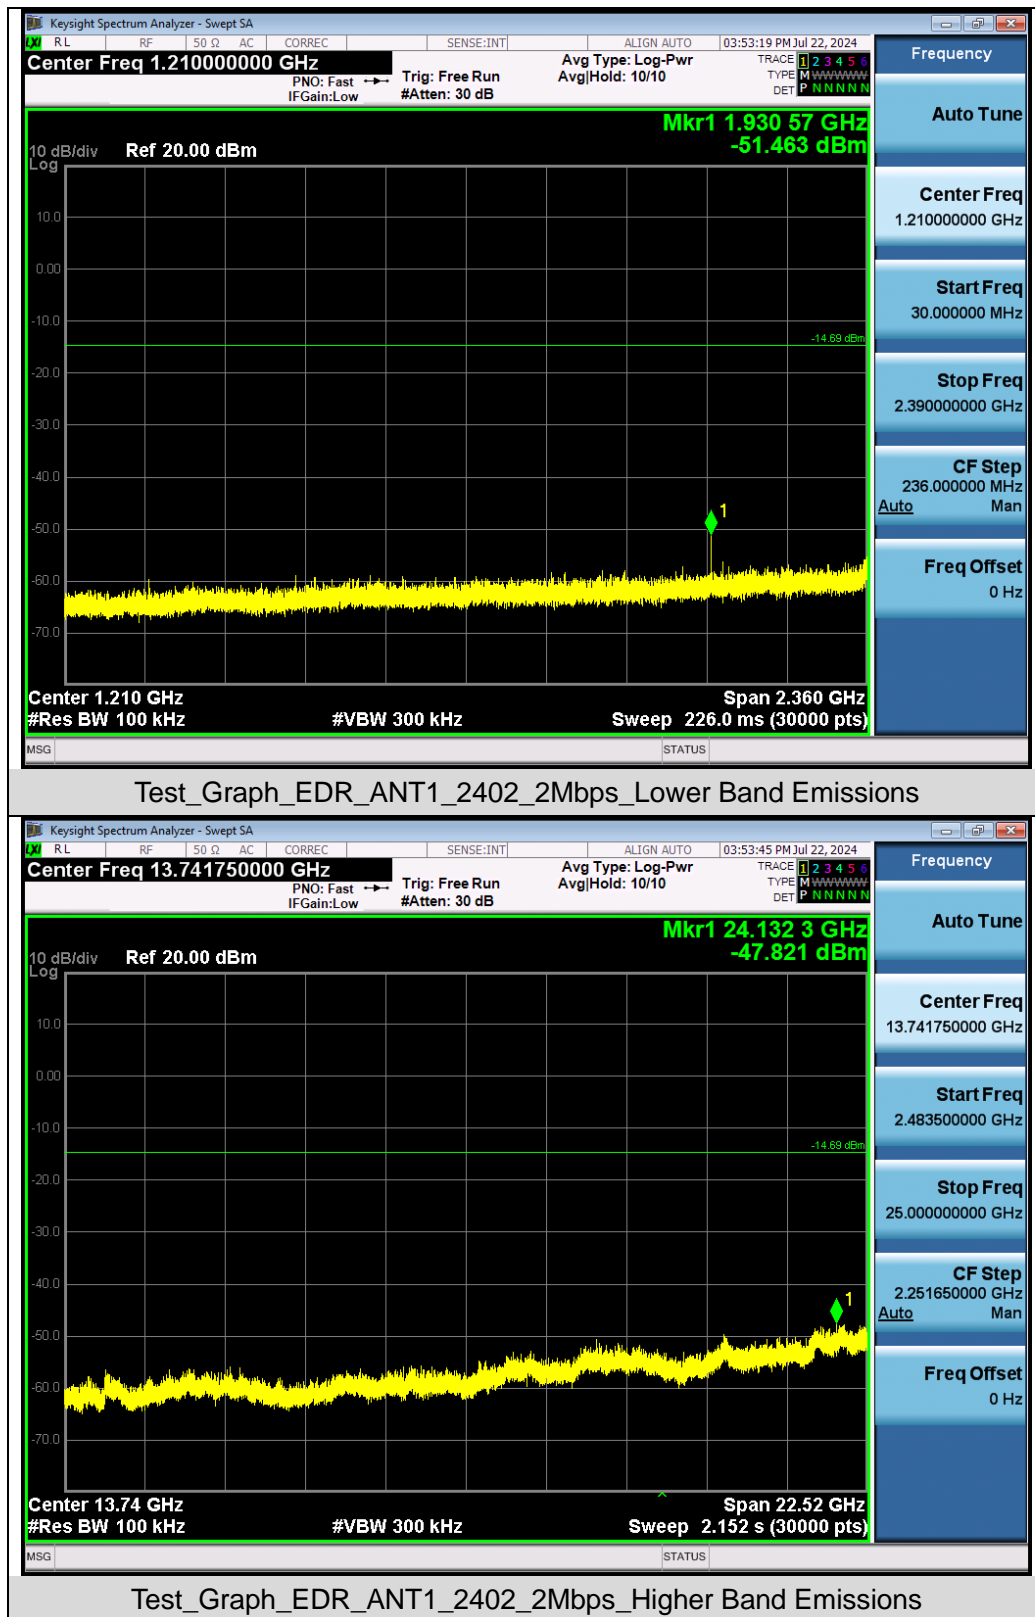 Keysight Spectrum Analyzer - Swept SA
LXI RL RF 50 Ω AC CORREC SENSE:INT ALIGN AUTO 03:53:19 PM Jul 22, 2024
Center Freq 1.210000000 GHz
PNO: Fast
IFGain:Low
Trig: Free Run
#Atten: 30 dB
Avg Type: Log-Pwr
Avg|Hold: 10/10
TRACE 1 2 3 4 5 6
TYPE M WWWWW
DET P N N N N N
Frequency
Mkr1 1.930 57 GHz
-51.463 dBm
10 dB/div Ref 20.00 dBm
Log
10.0
0.00
-10.0
-14.69 dBm
-20.0
-30.0
-40.0
-50.0
1
-60.0
-70.0
Center 1.210 GHz Span 2.360 GHz
#Res BW 100 kHz #VBW 300 kHz Sweep 226.0 ms (30000 pts)
MSG STATUS
Auto Tune
Center Freq
1.210000000 GHz
Start Freq
30.000000 MHz
Stop Freq
2.390000000 GHz
CF Step
236.000000 MHz
Auto Man
Freq Offset
0 Hz
Test_Graph_EDR_ANT1_2402_2Mbps_Lower Band Emissions
Keysight Spectrum Analyzer - Swept SA
LXI RL RF 50 Ω AC CORREC SENSE:INT ALIGN AUTO 03:53:45 PM Jul 22, 2024
Center Freq 13.741750000 GHz
PNO: Fast
IFGain:Low
Trig: Free Run
#Atten: 30 dB
Avg Type: Log-Pwr
Avg|Hold: 10/10
TRACE 1 2 3 4 5 6
TYPE M WWWWW
DET P N N N N N
Frequency
Mkr1 24.132 3 GHz
-47.821 dBm
10 dB/div Ref 20.00 dBm
Log
10.0
0.00
-10.0
-14.69 dBm
-20.0
-30.0
-40.0
1
-50.0
-60.0
-70.0
Center 13.74 GHz Span 22.52 GHz
#Res BW 100 kHz #VBW 300 kHz Sweep 2.152 s (30000 pts)
MSG STATUS
Auto Tune
Center Freq
13.741750000 GHz
Start Freq
2.483500000 GHz
Stop Freq
25.000000000 GHz
CF Step
2.251650000 GHz
Auto Man
Freq Offset
0 Hz
Test_Graph_EDR_ANT1_2402_2Mbps_Higher Band Emissions